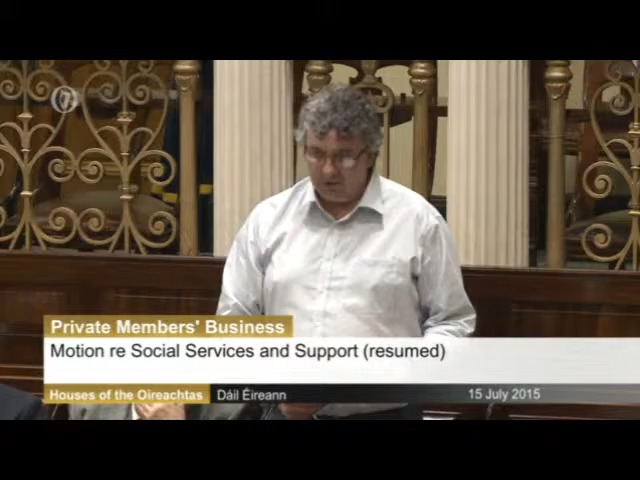 Private Members' Business
Motion re Social Services and Support (resumed)
Houses of the Oireachtas Dáil Éireann 15 July 2015